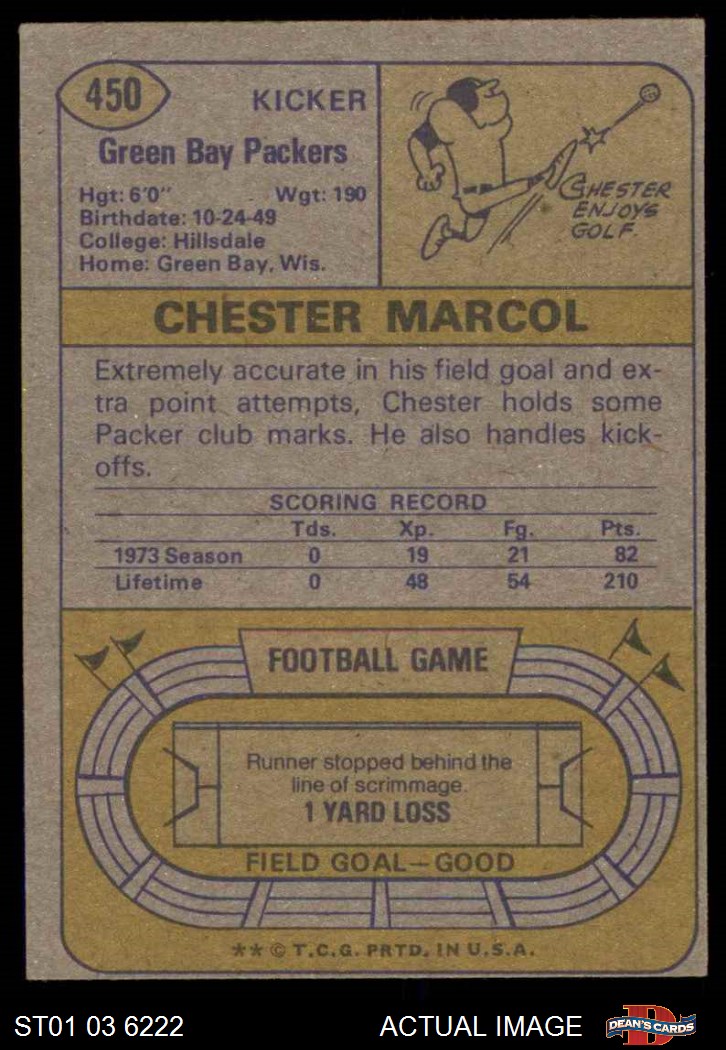 450
KICKER
Green Bay Packers
Hgt: 6'0" Wgt: 190
Birthdate: 10-24-49
College: Hillsdale
Home: Green Bay, Wis.
CHESTER
ENJOYS
GOLF.
CHESTER MARCOL
Extremely accurate in his field goal and ex-
tra point attempts, Chester holds some
Packer club marks. He also handles kick-
offs.
SCORING RECORD
Tds. Xp. Fg. Pts.
1973 Season 0 19 21 82
Lifetime 0 48 54 210
FOOTBALL GAME
Runner stopped behind the
line of scrimmage.
1 YARD LOSS
FIELD GOAL—GOOD
** © T.C.G. PRTD. IN U.S.A.
ST01 03 6222 ACTUAL IMAGE
D
DEAN'S CARDS